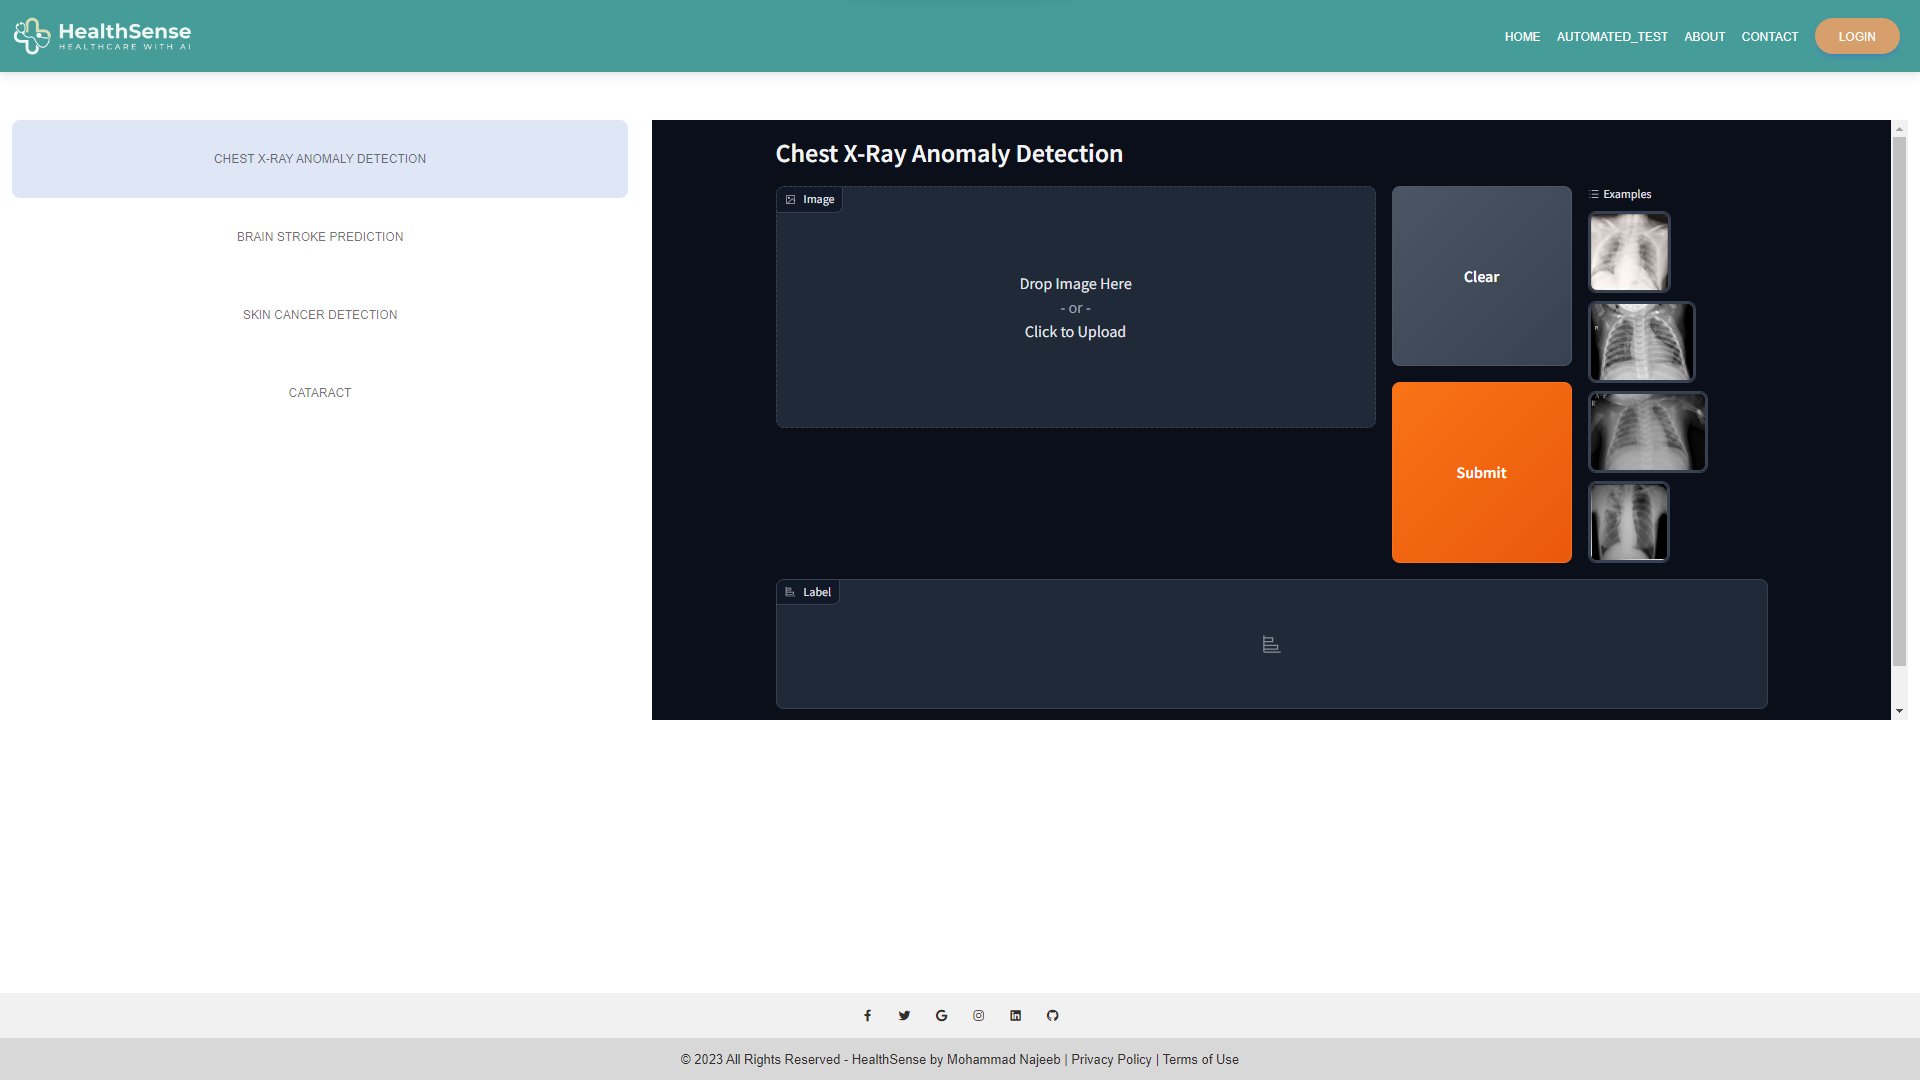 HealthSense
HEALTHCARE WITH AI
HOME
AUTOMATED_TEST
ABOUT
CONTACT
LOGIN
CHEST X-RAY ANOMALY DETECTION
BRAIN STROKE PREDICTION
SKIN CANCER DETECTION
CATARACT
Chest X-Ray Anomaly Detection
Image
Drop Image Here
- or -
Click to Upload
Clear
Submit
Examples
Label
© 2023 All Rights Reserved - HealthSense by Mohammad Najeeb | Privacy Policy | Terms of Use